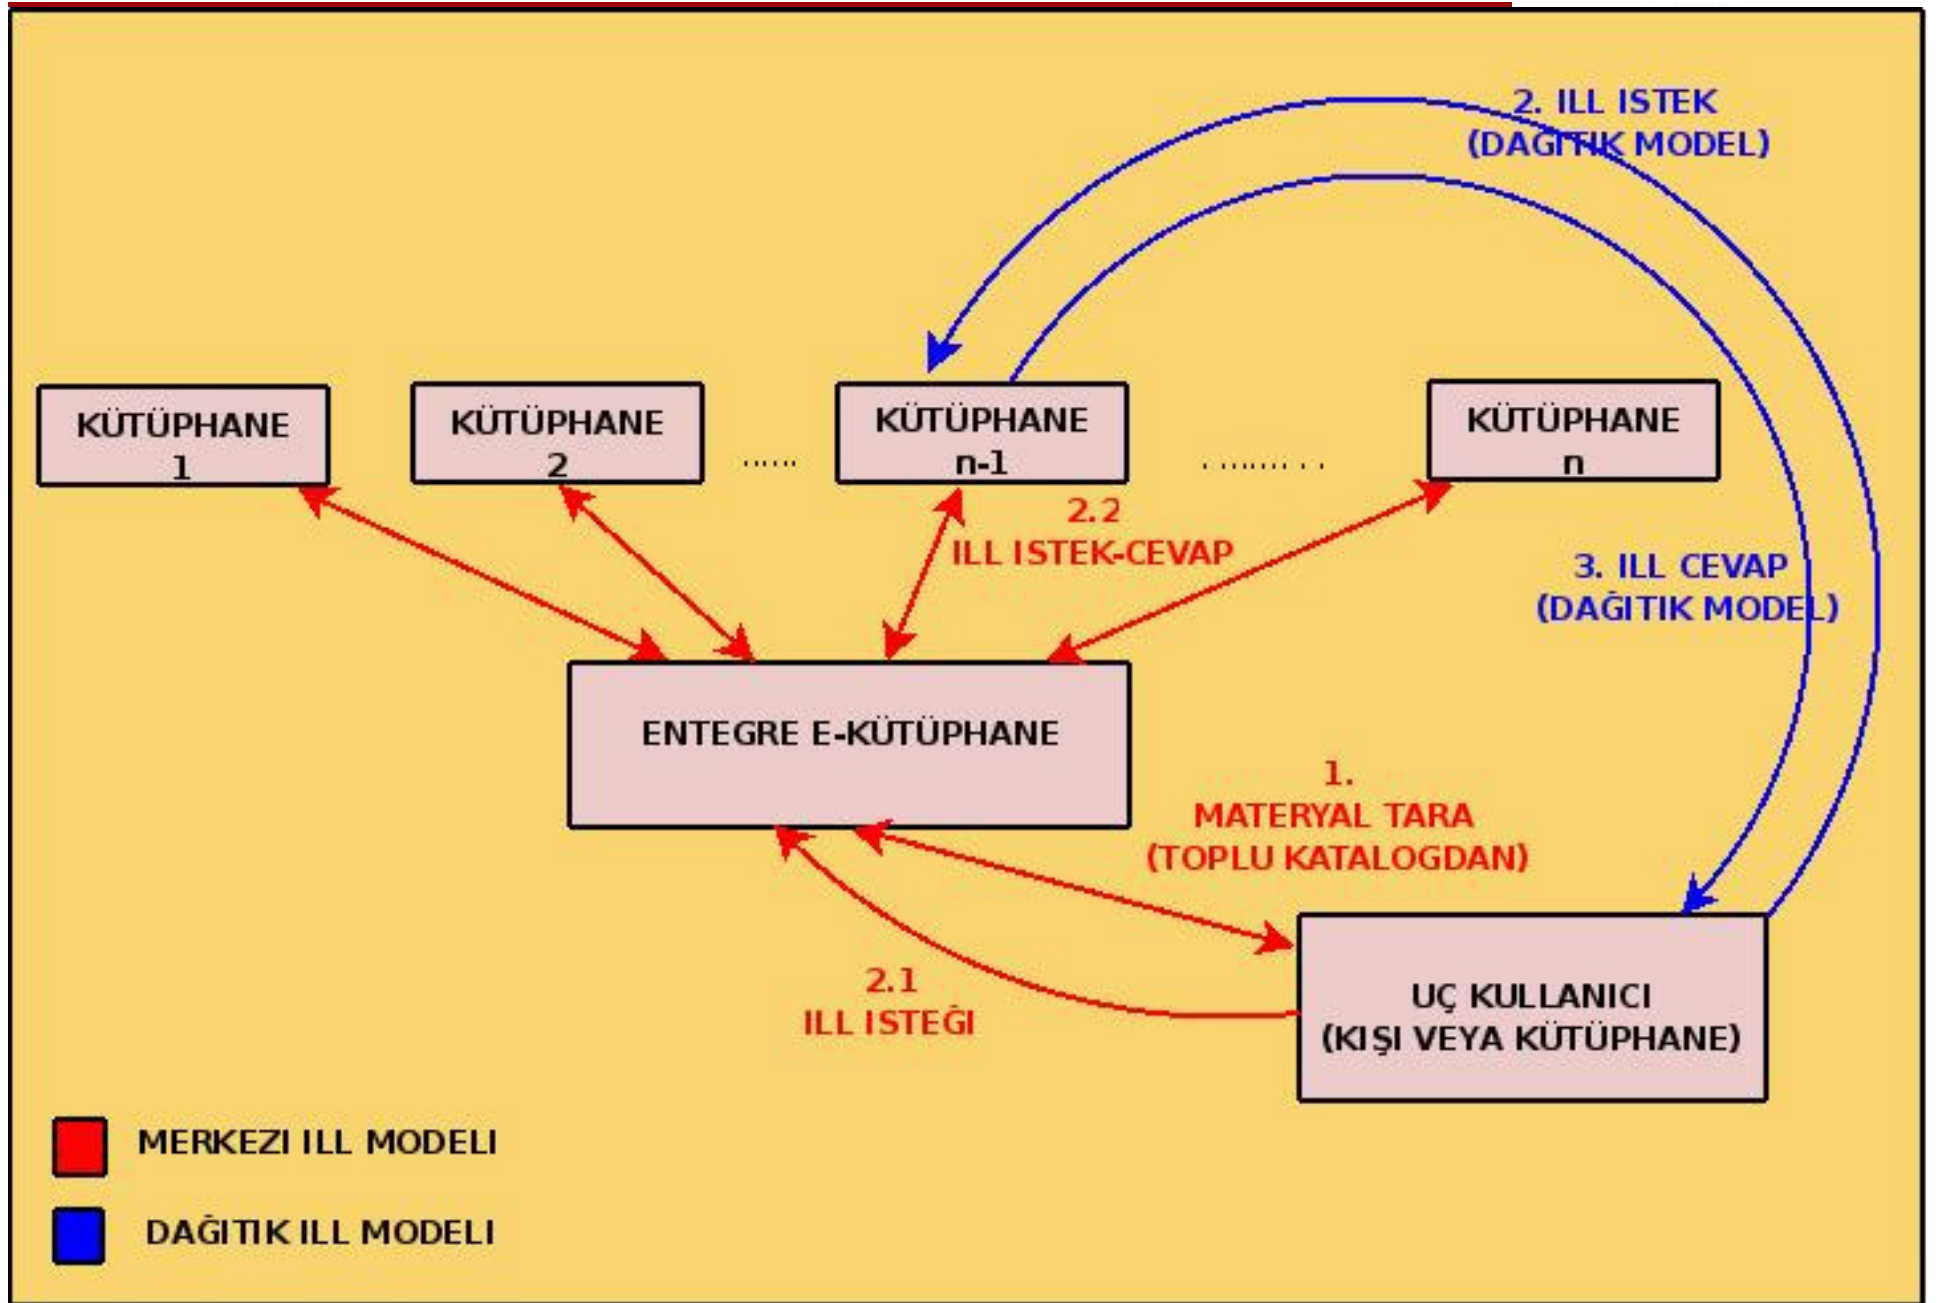 2. ILL ISTEK
(DAĞITIK MODEL)
KÜTÜPHANE
1
KÜTÜPHANE
2
......
KÜTÜPHANE
n-1
..........
KÜTÜPHANE
n
2.2
ILL ISTEK-CEVAP
3. ILL CEVAP
(DAĞITIK MODEL)
ENTEGRE E-KÜTÜPHANE
1.
MATERYAL TARA
(TOPLU KATALOGDAN)
2.1
ILL ISTEĞI
UÇ KULLANICI
(KIŞI VEYA KÜTÜPHANE)
MERKEZI ILL MODELI
DAĞITIK ILL MODELI